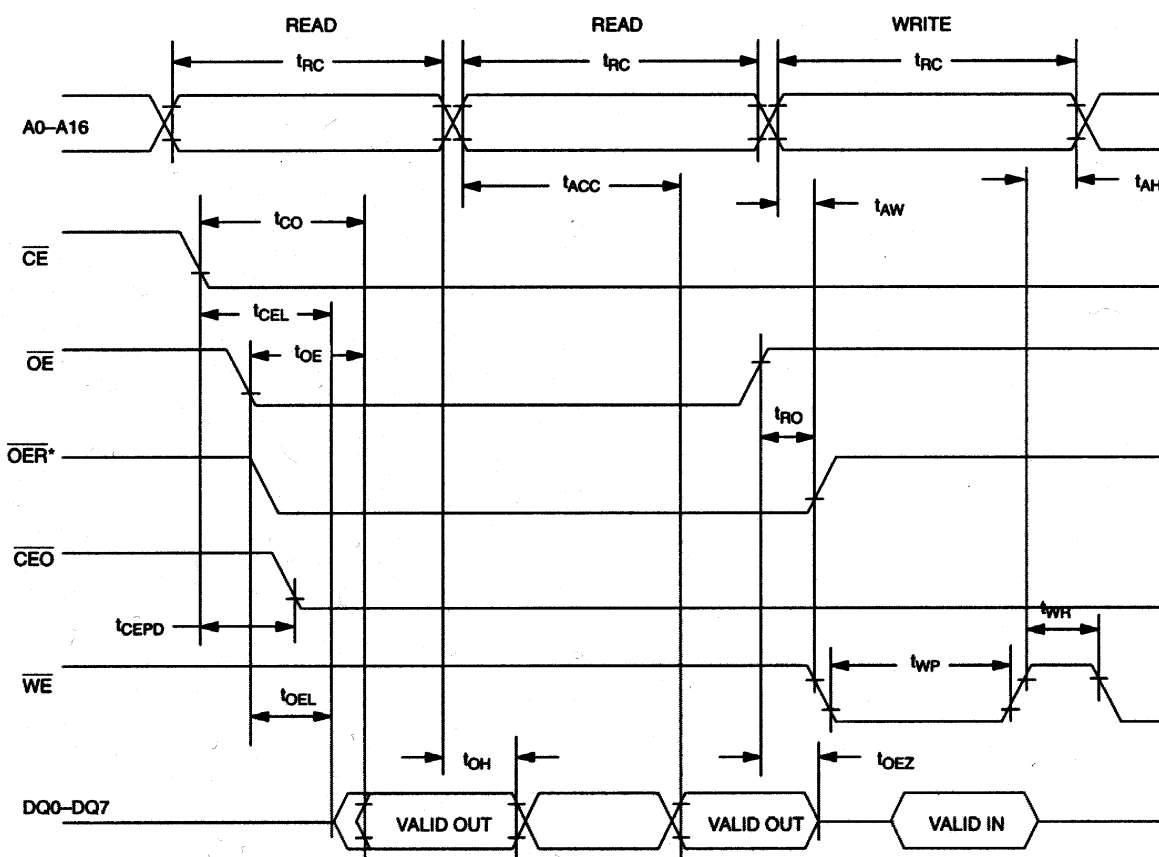 READ READ WRITE
tRC tRC tRC
A0–A16
tACC tAH
tCO tAW
CE
tCEL
OE tOE
tRO
OER*
CEO
tCEPD tWR
WE tWP
tOEL
tOH tOEZ
DQ0–DQ7 VALID OUT VALID OUT VALID IN